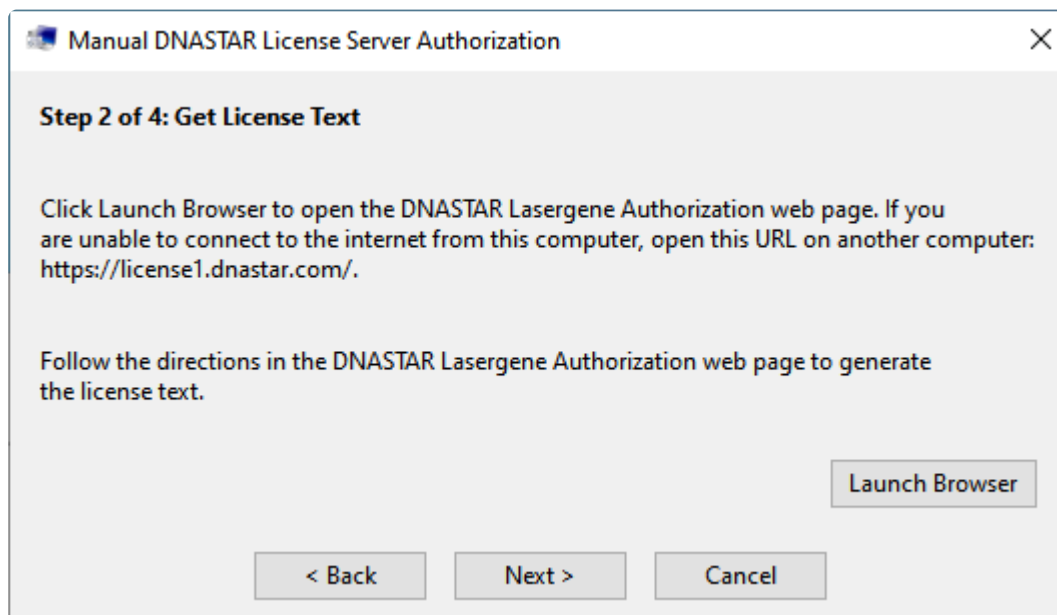 Manual DNASTAR License Server Authorization
Step 2 of 4: Get License Text
Click Launch Browser to open the DNASTAR Lasergene Authorization web page. If you
are unable to connect to the internet from this computer, open this URL on another computer:
https://license1.dnastar.com/.
Follow the directions in the DNASTAR Lasergene Authorization web page to generate
the license text.
Launch Browser
< Back Next > Cancel